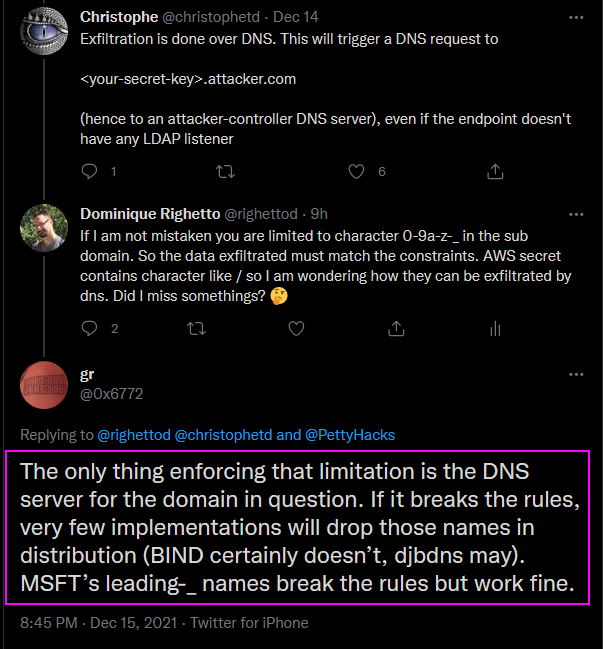 Christophe @christophetd · Dec 14
Exfiltration is done over DNS. This will trigger a DNS request to
<your-secret-key>.attacker.com
(hence to an attacker-controller DNS server), even if the endpoint doesn't
have any LDAP listener
1 6
Dominique Righetto @righettod · 9h
If I am not mistaken you are limited to character 0-9a-z-_ in the sub
domain. So the data exfiltrated must match the constraints. AWS secret
contains character like / so I am wondering how they can be exfiltrated by
dns. Did I miss somethings? 🤔
2
gr
@0x6772
Replying to @righettod @christophetd and @PettyHacks
The only thing enforcing that limitation is the DNS
server for the domain in question. If it breaks the rules,
very few implementations will drop those names in
distribution (BIND certainly doesn’t, djbdns may).
MSFT’s leading-_ names break the rules but work fine.
8:45 PM · Dec 15, 2021 · Twitter for iPhone